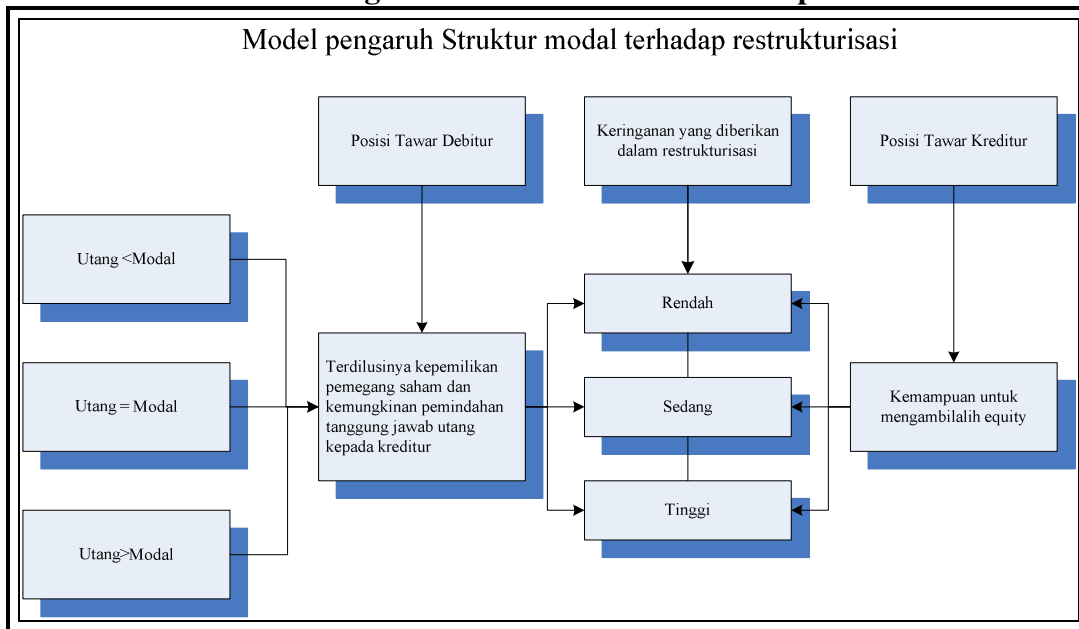 Model pengaruh Struktur modal terhadap restrukturisasi
Posisi Tawar Debitur
Keringanan yang diberikan
dalam restrukturisasi
Posisi Tawar Kreditur
Utang <Modal
Utang = Modal
Utang>Modal
Terdilusinya kepemilikan
pemegang saham dan
kemungkinan pemindahan
tanggung jawab utang
kepada kreditur
Rendah
Sedang
Tinggi
Kemampuan untuk
mengambilalih equity